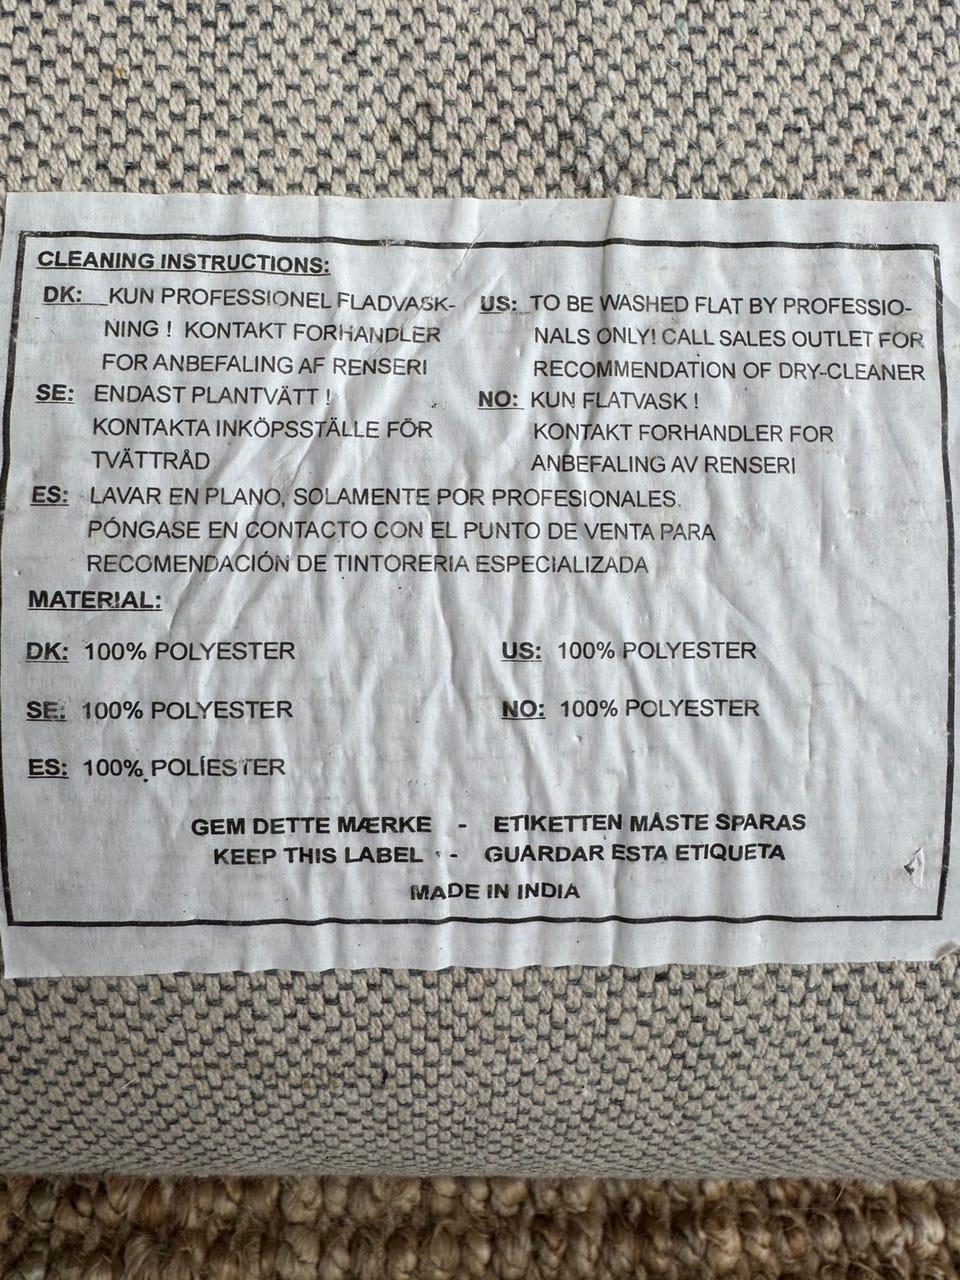 CLEANING INSTRUCTIONS:
DK: KUN PROFESSIONEL FLADVASK-
NING ! KONTAKT FORHANDLER
FOR ANBEFALING AF RENSERI
US: TO BE WASHED FLAT BY PROFESSIO-
NALS ONLY! CALL SALES OUTLET FOR
RECOMMENDATION OF DRY-CLEANER
SE: ENDAST PLANTVÄTT !
KONTAKTA INKÖPSSTÄLLE FÖR
TVÄTTRÅD
NO: KUN FLATVASK !
KONTAKT FORHANDLER FOR
ANBEFALING AV RENSERI
ES: LAVAR EN PLANO, SOLAMENTE POR PROFESIONALES.
PÓNGASE EN CONTACTO CON EL PUNTO DE VENTA PARA
RECOMENDACIÓN DE TINTORERIA ESPECIALIZADA
MATERIAL:
DK: 100% POLYESTER
US: 100% POLYESTER
SE: 100% POLYESTER
NO: 100% POLYESTER
ES: 100% POLÍESTER
GEM DETTE MÆRKE - ETIKETTEN MÅSTE SPARAS
KEEP THIS LABEL - GUARDAR ESTA ETIQUETA
MADE IN INDIA